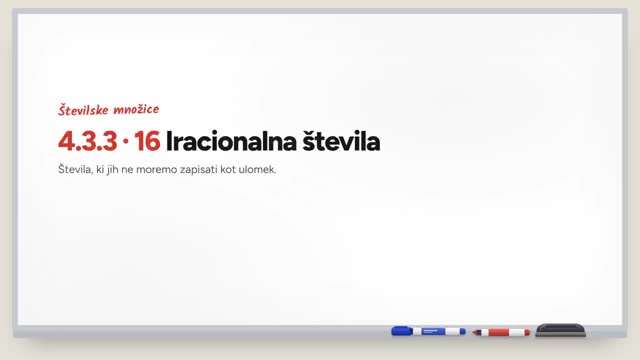 Številske množice
4.3.3 · 16 Iracionalna števila
Števila, ki jih ne moremo zapisati kot ulomek.